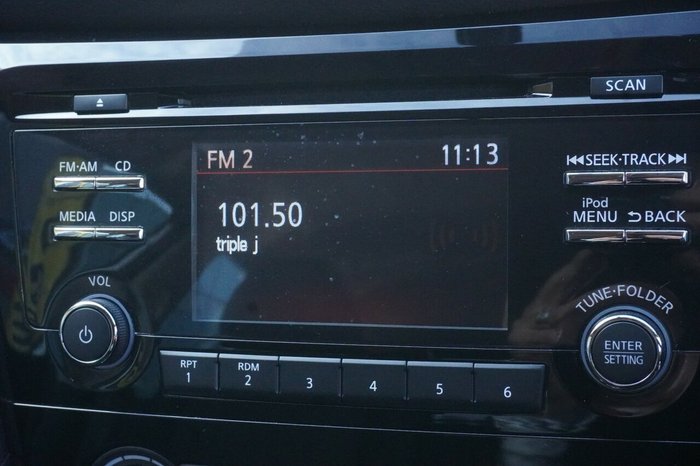 SCAN
FM 2 11:13
FM·AM CD
SEEK·TRACK
101.50
triple j
MEDIA DISP
iPod
MENU BACK
VOL
TUNE·FOLDER
ENTER
SETTING
RPT
1
RDM
2
3
4
5
6